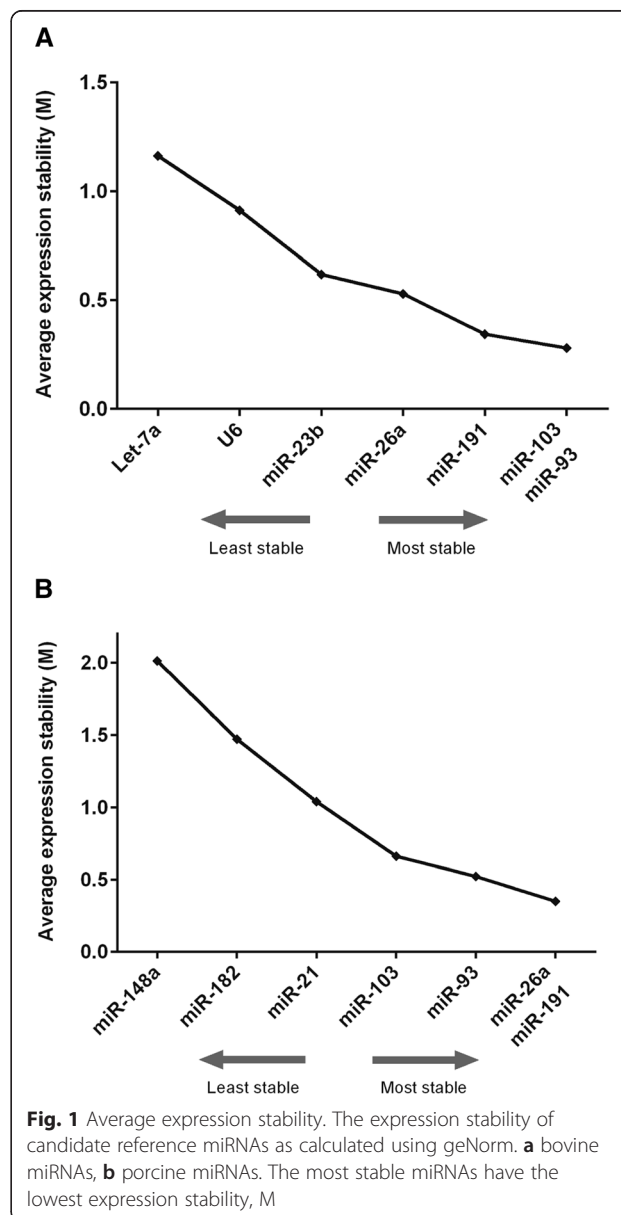 A
Average expression stability (M)
1.5
1.0
0.5
0.0
Let-7a
U6
miR-23b
miR-26a
miR-191
miR-103
miR-93
Least stable
Most stable
B
Average expression stability (M)
2.0
1.5
1.0
0.5
0.0
miR-148a
miR-182
miR-21
miR-103
miR-93
miR-26a
miR-191
Least stable
Most stable
Fig. 1 Average expression stability. The expression stability of
candidate reference miRNAs as calculated using geNorm. a bovine
miRNAs, b porcine miRNAs. The most stable miRNAs have the
lowest expression stability, M